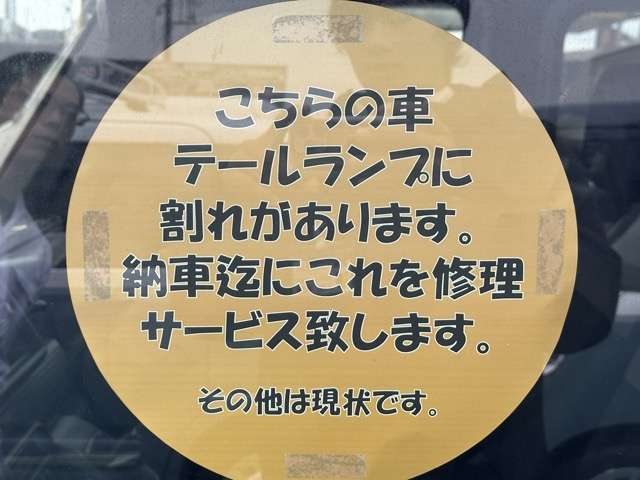 こちらの車
テールランプに
割れがあります。
納車迄にこれを修理
サービス致します。
その他は現状です。